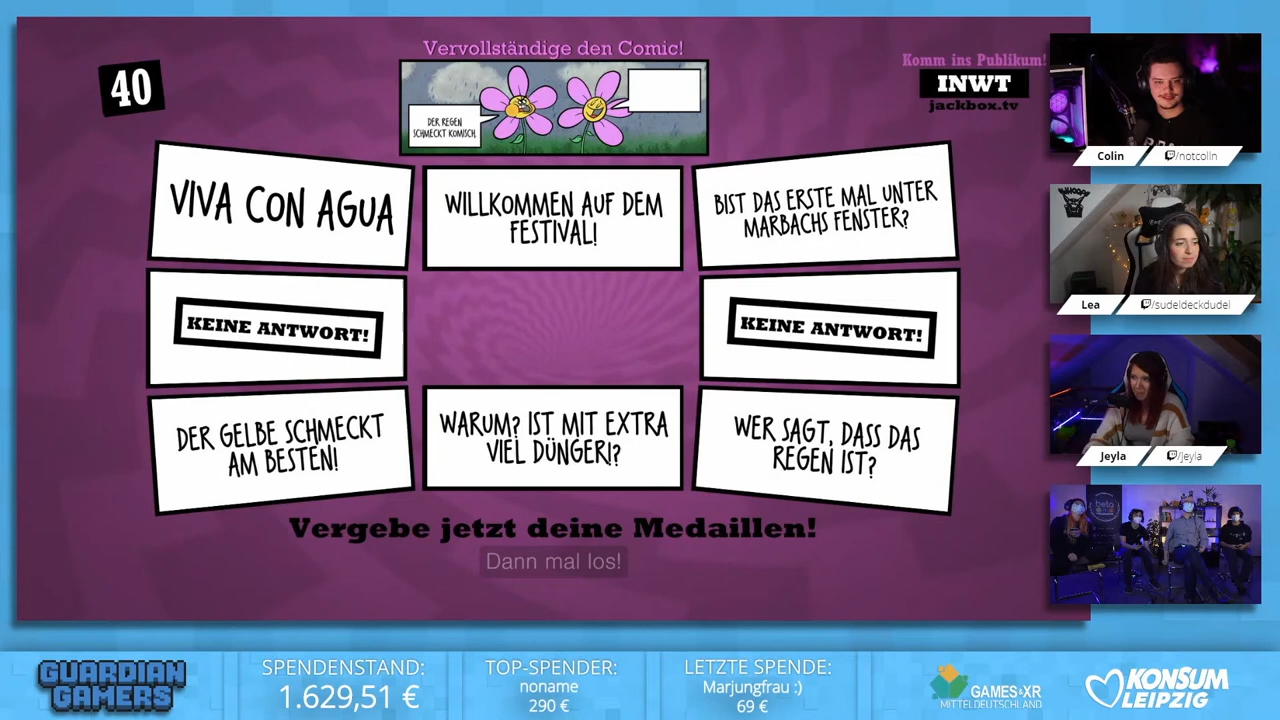 Vervollständige den Comic!
40
DER REGEN
SCHMECKT KOMISCH.
Komm ins Publikum!
INWT
jackbox.tv
VIVA CON AGUA
WILLKOMMEN AUF DEM
FESTIVAL!
BIST DAS ERSTE MAL UNTER
MARBACHS FENSTER?
KEINE ANTWORT!
KEINE ANTWORT!
DER GELBE SCHMECKT
AM BESTEN!
WARUM? IST MIT EXTRA
VIEL DÜNGER!?
WER SAGT, DASS DAS
REGEN IST?
Vergebe jetzt deine Medaillen!
Dann mal los!
Colin
/notcolin
WHOOPS
Lea
/sudeldeckdudel
Jeyla
/Jeyla
beta
GUARDIAN
GAMERS
SPENDENSTAND:
1.629,51 €
TOP-SPENDER:
noname
290 €
LETZTE SPENDE:
Marjungfrau :)
69 €
GAMES&XR
MITTELDEUTSCHLAND
KONSUM
LEIPZIG